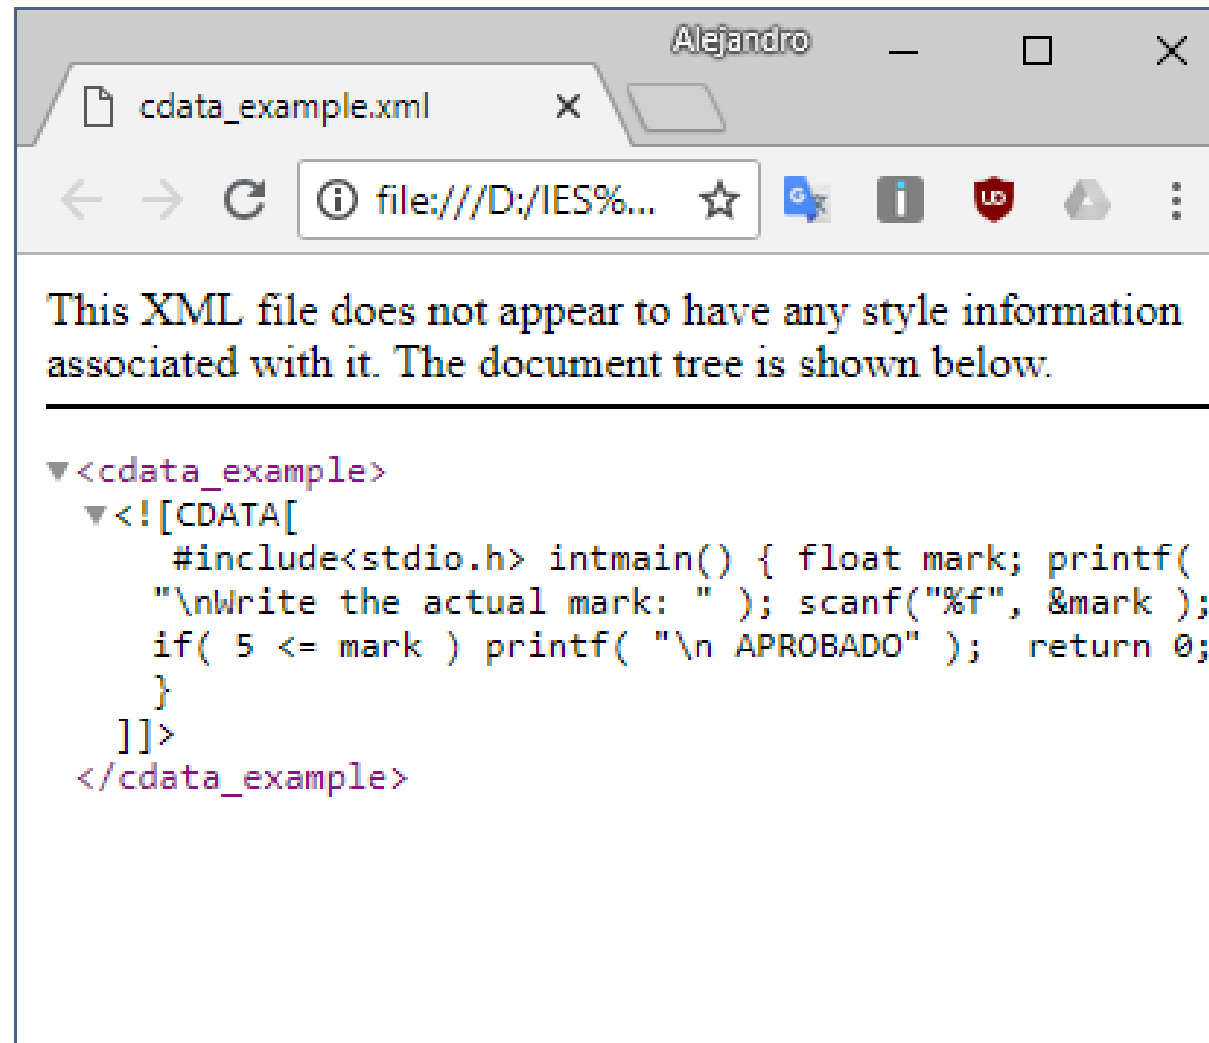 Alejandro
cdata_example.xml
file:///D:/IES%...
This XML file does not appear to have any style information
associated with it. The document tree is shown below.
<cdata_example>
<![CDATA[
#include<stdio.h> intmain() { float mark; printf(
"\nWrite the actual mark: " ); scanf("%f", &mark );
if( 5 <= mark ) printf( "\n APROBADO" );  return 0;
}
]]>
</cdata_example>